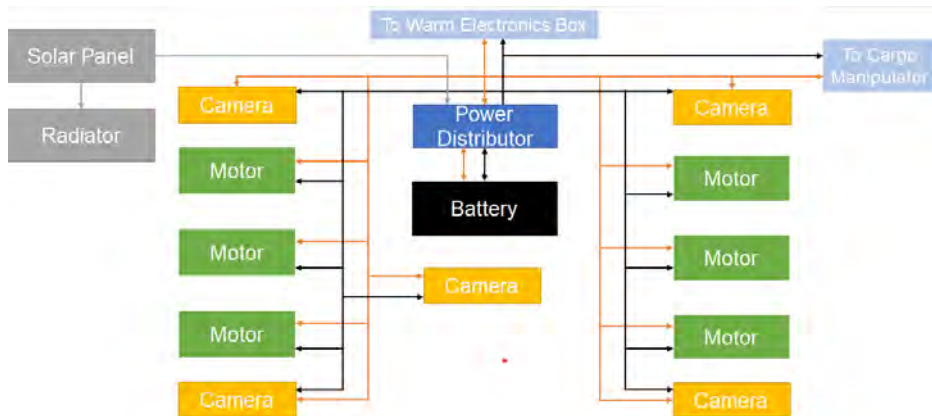 To Warm Electronics Box
Solar Panel
To Cargo
Manipulator
Camera
Camera
Radiator
Power
Distributor
Motor
Motor
Battery
Motor
Motor
Camera
Motor
Motor
Camera
Camera